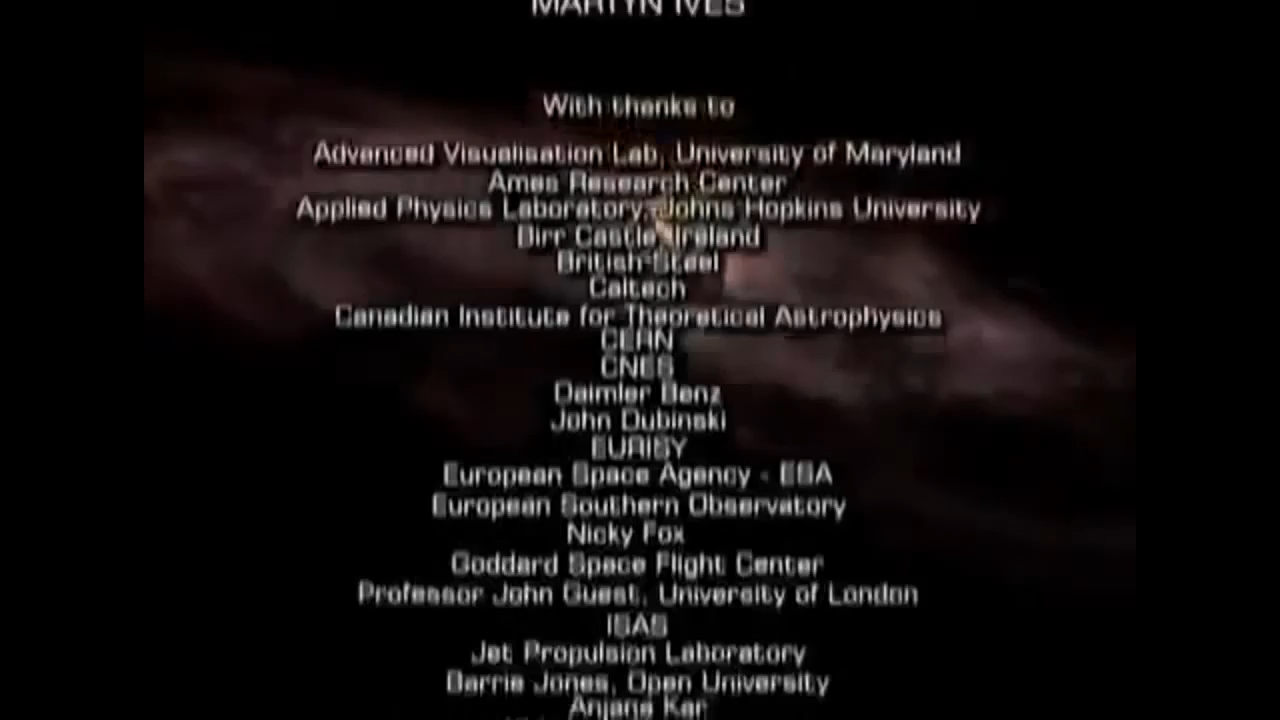 MARTYN IVES
With thanks to
Advanced Visualisation Lab, University of Maryland
Ames Research Center
Applied Physics Laboratory, Johns Hopkins University
Birr Castle, Ireland
British Steel
Caltech
Canadian Institute for Theoretical Astrophysics
CERN
CNES
Daimler Benz
John Dubinski
EURISY
European Space Agency - ESA
European Southern Observatory
Nicky Fox
Goddard Space Flight Center
Professor John Guest, University of London
ISAS
Jet Propulsion Laboratory
Barrie Jones, Open University
Anjana Kar